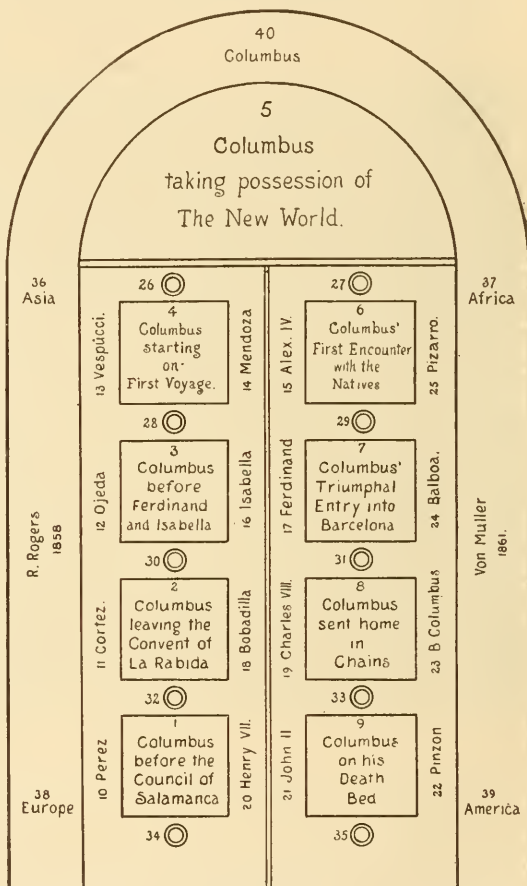 40
Columbus
5
Columbus
taking possession of
The New World.
36
Asia
37
Africa
26
27
13 Vespucci.
4
Columbus
starting
on
First Voyage.
14 Mendoza
15 Alex. IV.
6
Columbus'
First Encounter
with the
Natives
25 Pizarro.
28
29
12 Ojeda
3
Columbus
before
Ferdinand
and Isabella
16 Isabella
17 Ferdinand
7
Columbus'
Triumphal
Entry into
Barcelona
24 Balboa.
R. Rogers
1858
Von Muller
1861.
30
31
11 Cortez.
2
Columbus
leaving the
Convent of
La Rabida
18 Bobadilla
19 Charles VIII.
8
Columbus
sent home
in
Chains
23 B Columbus
32
33
10 Perez
1
Columbus
before the
Council of
Salamanca
20 Henry VII.
21 John II
9
Columbus
on his
Death
Bed
22 Pinzon
38
Europe
39
America
34
35